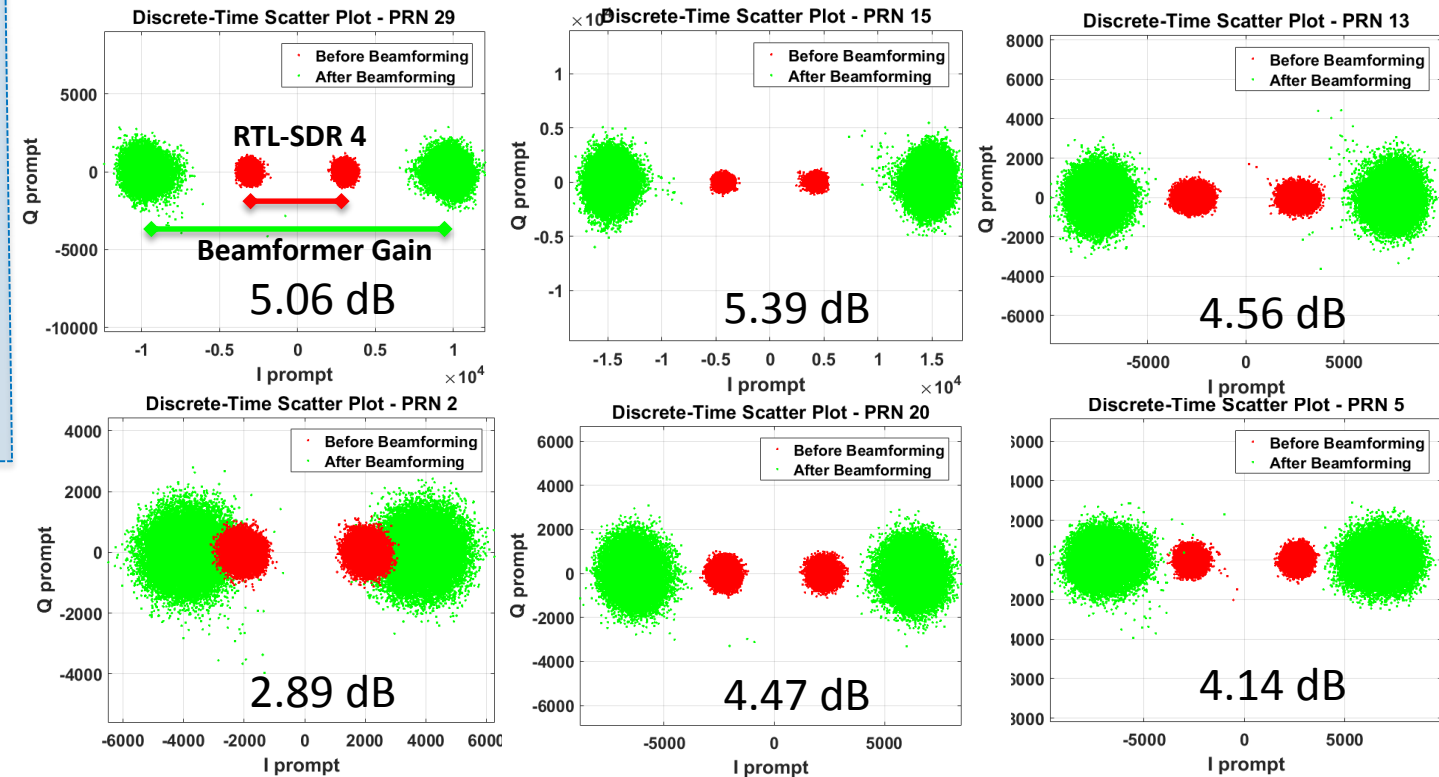 Discrete-Time Scatter Plot - PRN 29
Before Beamforming
After Beamforming
5000
0
-5000
-10000
Q prompt
RTL-SDR 4
Beamformer Gain
5.06 dB
-1 -0.5 0 0.5 1
I prompt
×10^4
×10^4
Discrete-Time Scatter Plot - PRN 15
Before Beamforming
After Beamforming
1
0.5
0
-0.5
-1
Q prompt
5.39 dB
-1.5 -1 -0.5 0 0.5 1 1.5
I prompt
×10^4
Discrete-Time Scatter Plot - PRN 13
Before Beamforming
After Beamforming
8000
6000
4000
2000
0
-2000
-4000
-6000
Q prompt
4.56 dB
-5000 0 5000
I prompt
Discrete-Time Scatter Plot - PRN 2
Before Beamforming
After Beamforming
4000
2000
0
-2000
-4000
Q prompt
2.89 dB
-6000 -4000 -2000 0 2000 4000 6000
I prompt
Discrete-Time Scatter Plot - PRN 20
Before Beamforming
After Beamforming
6000
4000
2000
0
-2000
-4000
-6000
Q prompt
4.47 dB
-5000 0 5000
I prompt
Discrete-Time Scatter Plot - PRN 5
Before Beamforming
After Beamforming
2000
0
2000
4.14 dB
-5000 0 5000
I prompt